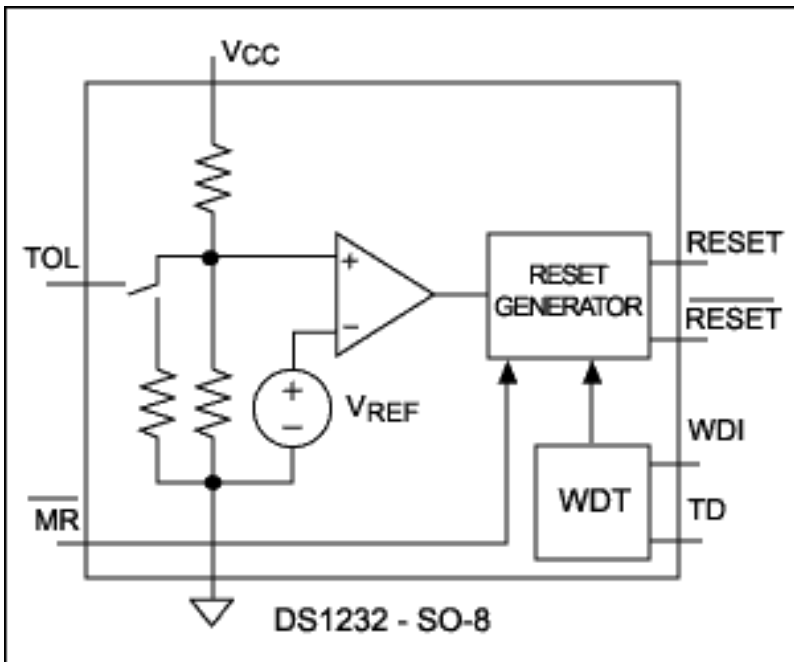 VCC
TOL
+
−
RESET
GENERATOR
RESET
RESET
+
−
VREF
WDI
WDT
TD
MR
DS1232 - SO-8